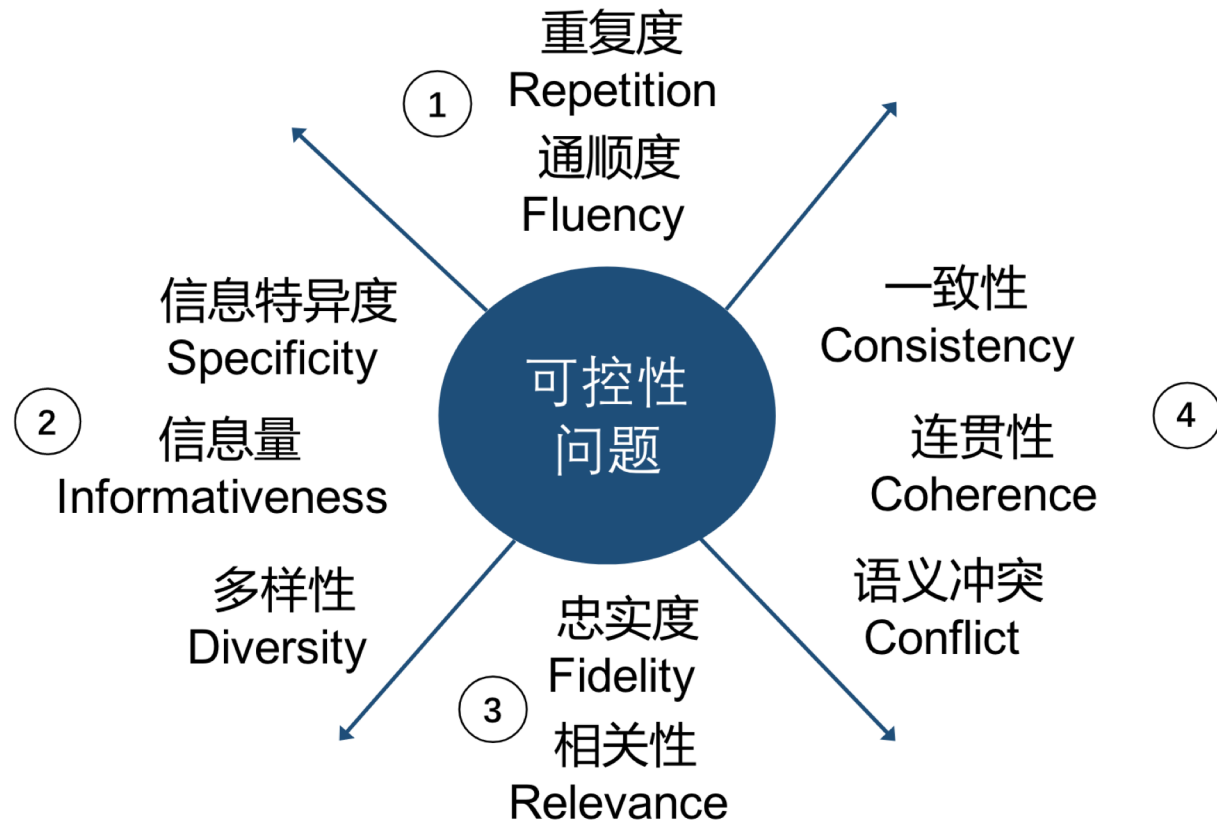 重复度
Repetition
通顺度
Fluency
1
信息特异度
Specificity
2
信息量
Informativeness
多样性
Diversity
可控性
问题
3
忠实度
Fidelity
相关性
Relevance
一致性
Consistency
连贯性
Coherence
4
语义冲突
Conflict